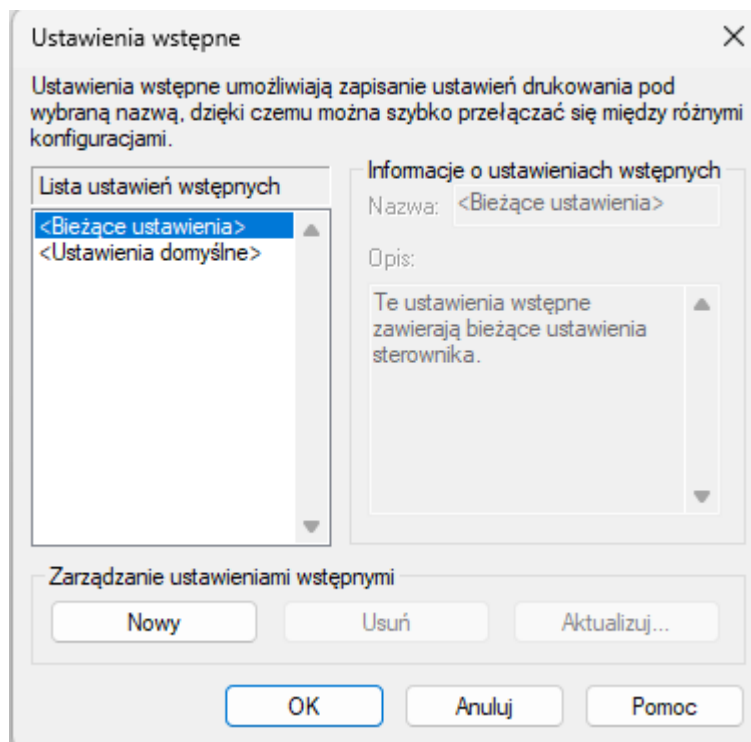 Ustawienia wstępne
Ustawienia wstępne umożliwiają zapisanie ustawień drukowania pod
wybraną nazwą, dzięki czemu można szybko przełączać się między różnymi
konfiguracjami.
Lista ustawień wstępnych
<Bieżące ustawienia>
<Ustawienia domyślne>
Informacje o ustawieniach wstępnych
Nazwa: <Bieżące ustawienia>
Opis:
Te ustawienia wstępne
zawierają bieżące ustawienia
sterownika.
Zarządzanie ustawieniami wstępnymi
Nowy Usuń Aktualizuj...
OK Anuluj Pomoc